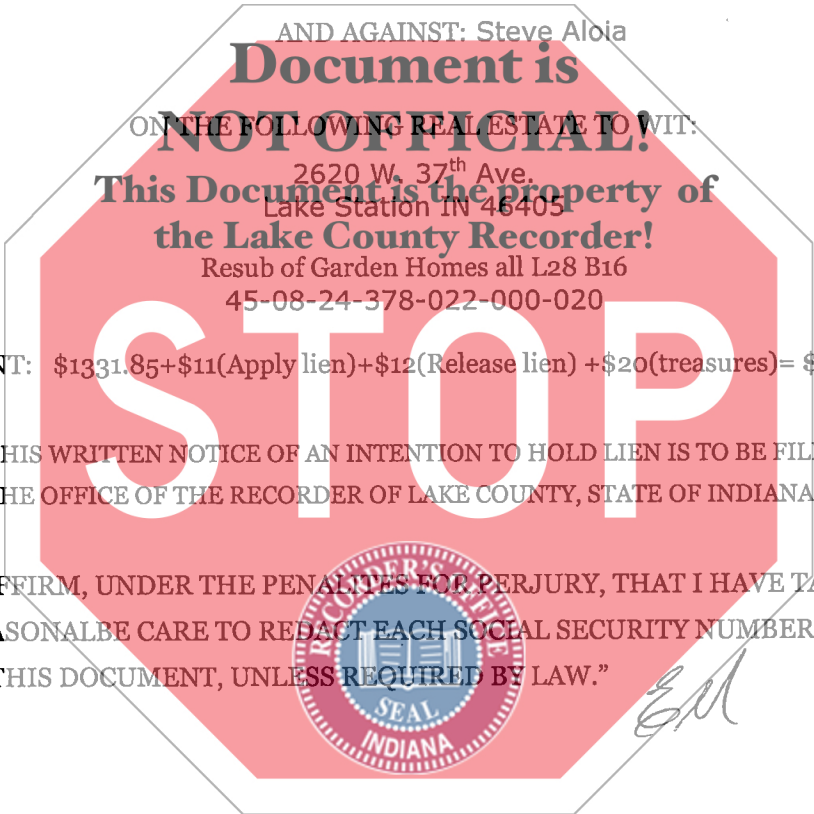 AND AGAINST: Steve Aloia
Document is
NOT OFFICIAL!
ON THE FOLLOWING REAL ESTATE TO WIT:
2620 W. 37th Ave.
This Document is the property of
Lake Station IN 46405
the Lake County Recorder!
Resub of Garden Homes all L28 B16
45-08-24-378-022-000-020
STOP
NT: $1331.85+$11(Apply lien)+$12(Release lien) +$20(treasures)= $
HIS WRITTEN NOTICE OF AN INTENTION TO HOLD LIEN IS TO BE FIL
HE OFFICE OF THE RECORDER OF LAKE COUNTY, STATE OF INDIANA
FFIRM, UNDER THE PENALITES FOR PERJURY, THAT I HAVE TA
ASONALBE CARE TO REDACT EACH SOCIAL SECURITY NUMBER
THIS DOCUMENT, UNLESS REQUIRED BY LAW.”
RECORDER'S OFFICE
SEAL
INDIANA